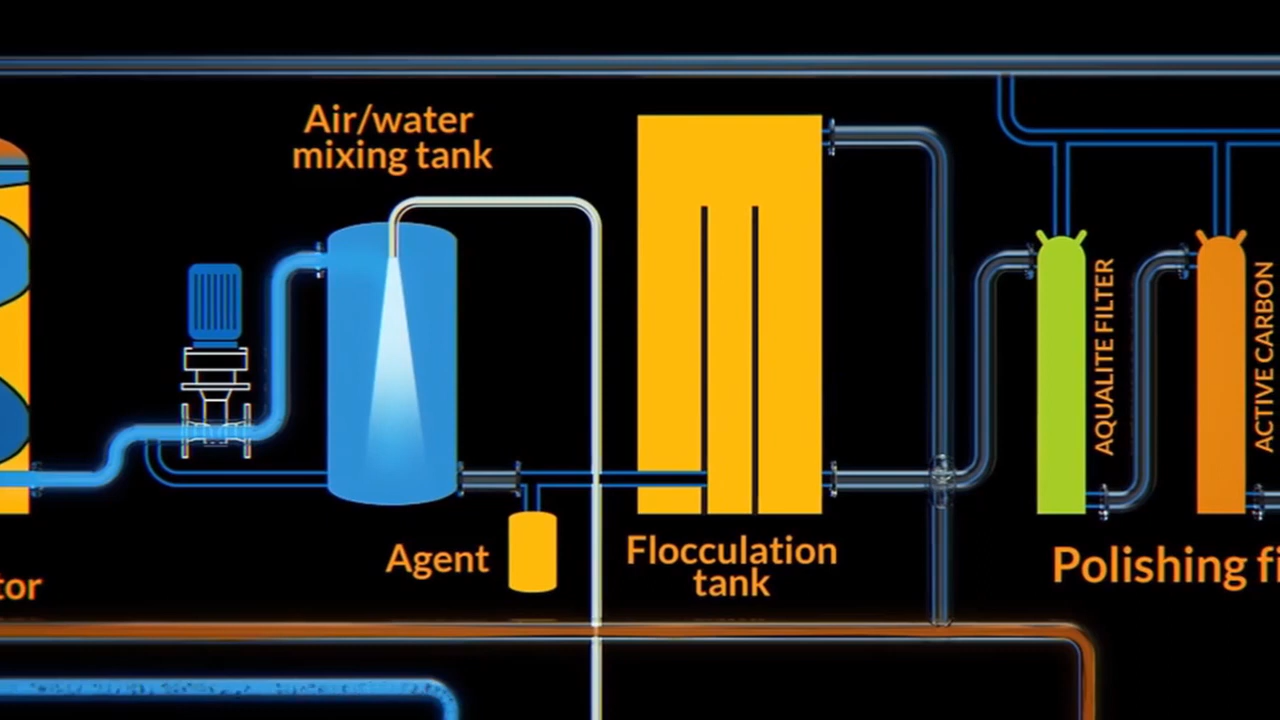 Air/water
mixing tank
AQUALITE FILTER
ACTIVE CARBON
Agent
Flocculation
tank
tor
Polishing fi